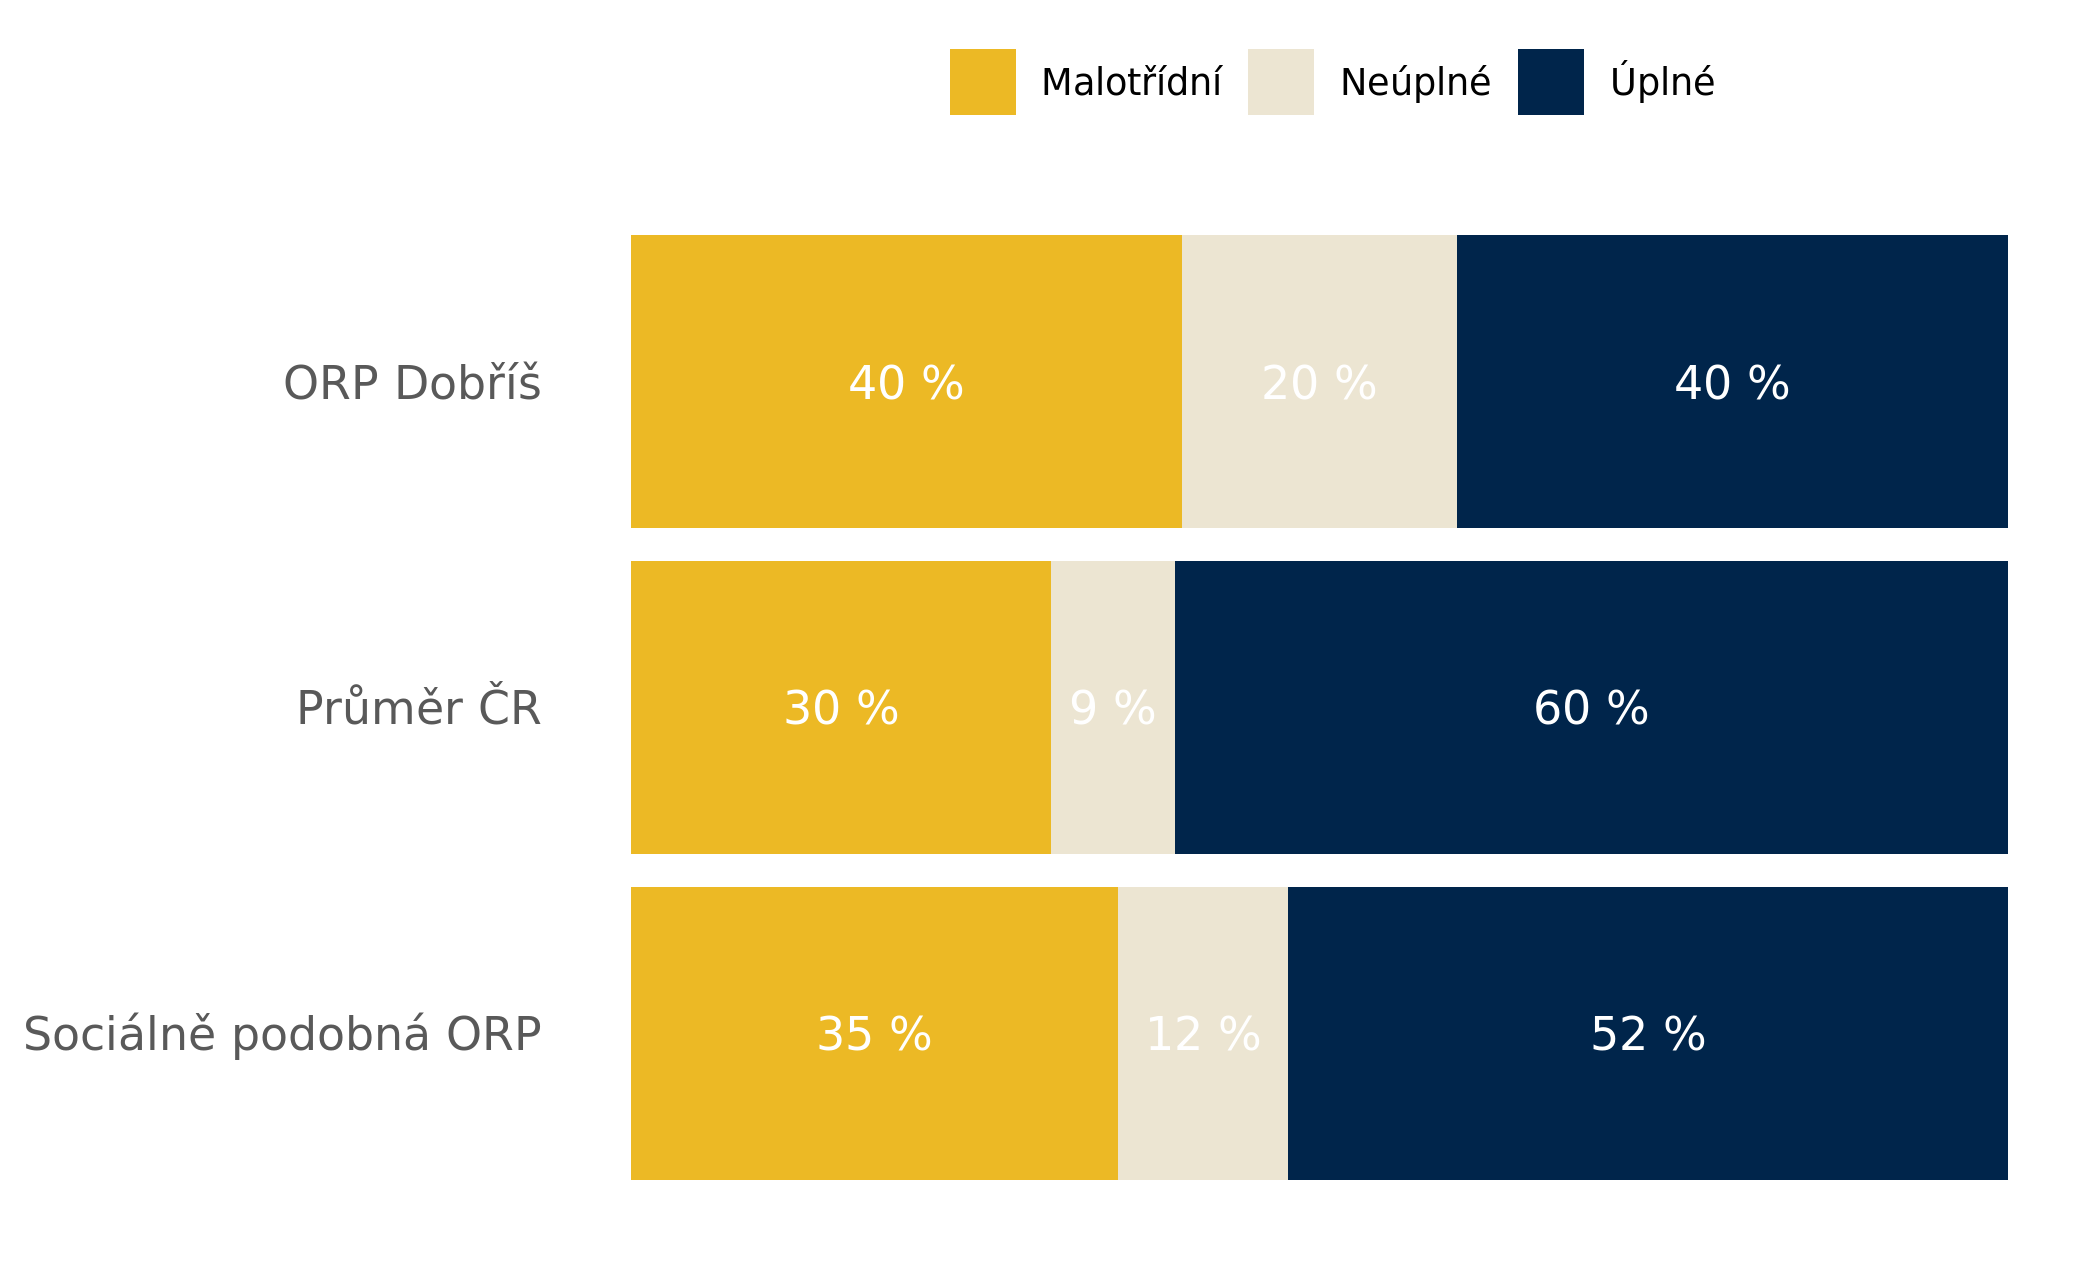 Malotřídní Neúplné Úplné
ORP Dobříš 40 % 20 % 40 %
Průměr ČR 30 % 9 % 60 %
Sociálně podobná ORP 35 % 12 % 52 %